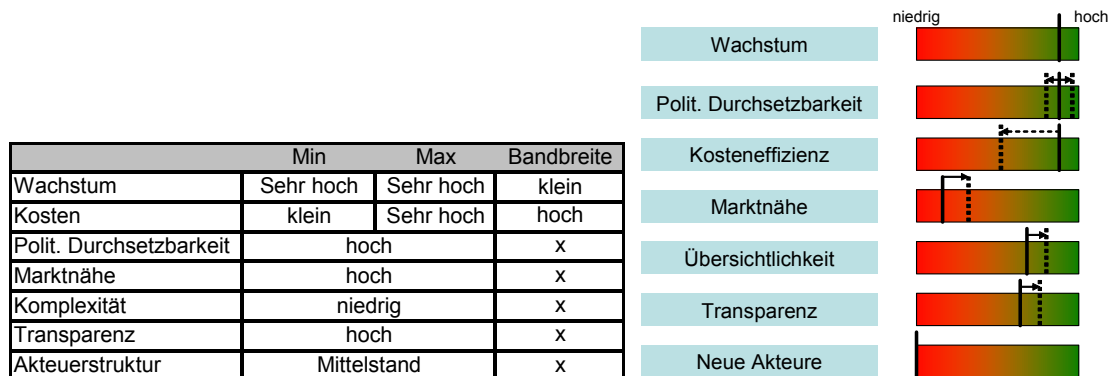 Min Max Bandbreite
Wachstum Sehr hoch Sehr hoch klein
Kosten klein Sehr hoch hoch
Polit. Durchsetzbarkeit hoch x
Marktnähe hoch x
Komplexität niedrig x
Transparenz hoch x
Akteuerstruktur Mittelstand x
niedrig hoch
Wachstum
Polit. Durchsetzbarkeit
Kosteneffizienz
Marktnähe
Übersichtlichkeit
Transparenz
Neue Akteure